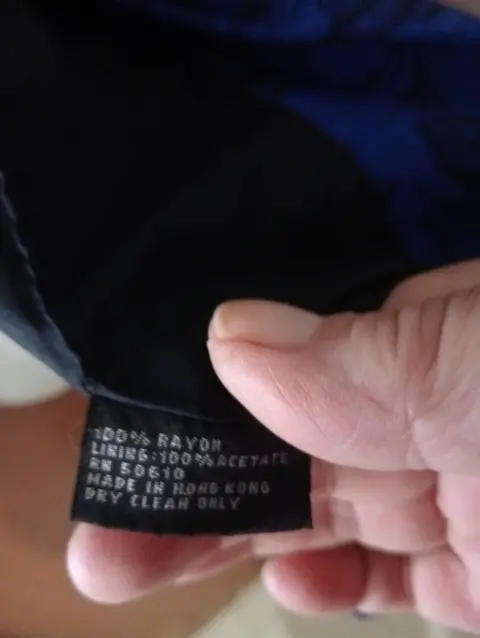 100% RAYON
LINING:100% ACETATE
RN 50610
MADE IN HONG KONG
DRY CLEAN ONLY